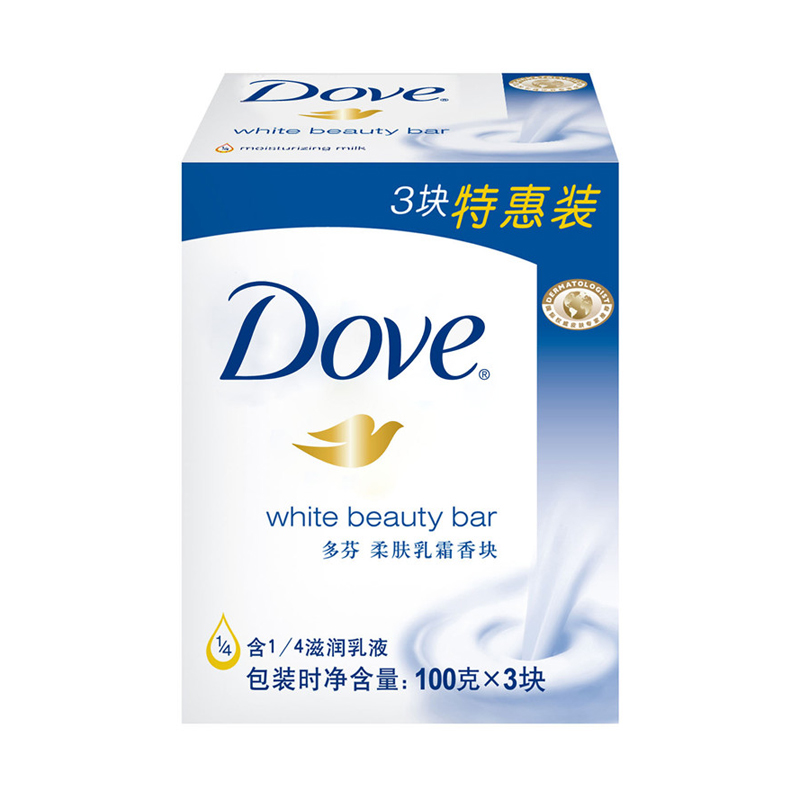 Dove®
white beauty bar
1/4 moisturizing milk
3块特惠装
Dove®
DERMATOLOGIST
white beauty bar
多芬 柔肤乳霜香块
1/4 含1/4滋润乳液
包装时净含量:100克×3块